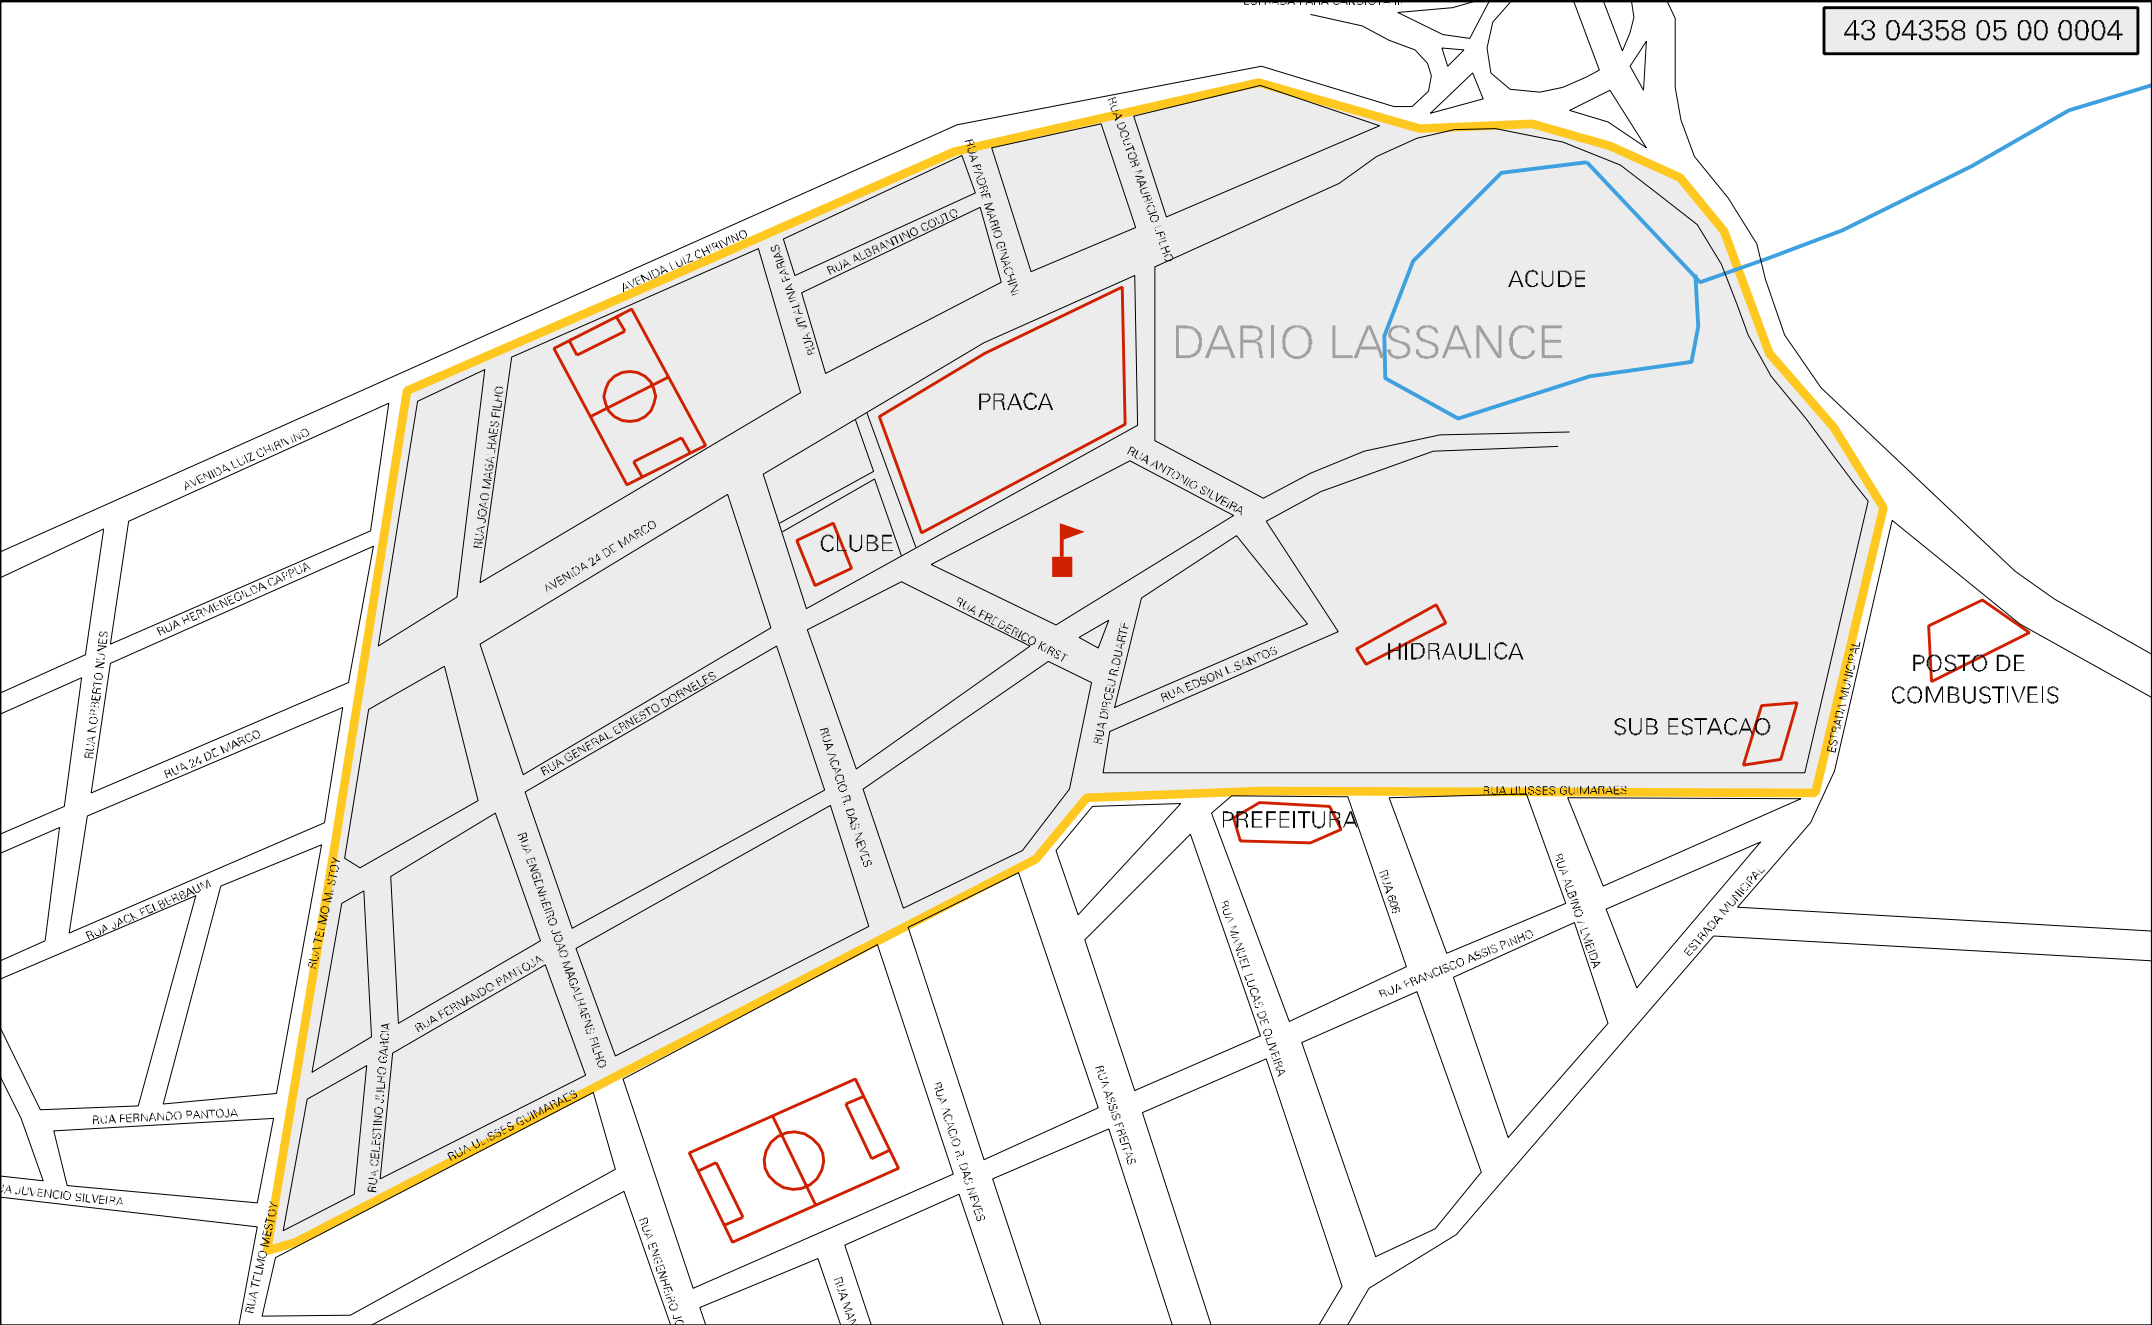 43 04358 05 00 0004
RUA DOUTOR MAURICIO I.FILHO
RUA PADRE MARIO GINACHINI
RUA ALBRANTINO COUTO
AVENIDA LUIZ CHIRIVINO
RUA VITALINA FARIAS
ACUDE
DARIO LASSANCE
PRACA
RUA JOAO MAGALHAES FILHO
AVENIDA LUIZ CHIRIVINO
RUA ANTONIO SILVEIRA
AVENIDA 24 DE MARCO
CLUBE
RUA HERMENEGILDA CAPPUA
RUA FREDERICO KIRST
RUA DIRCEU R.DUARTE
HIDRAULICA
RUA EDSON L.SANTOS
POSTO DE
COMBUSTIVEIS
RUA NORBERTO NUNES
ESTRADA MUNICIPAL
RUA GENERAL ERNESTO DORNELES
SUB ESTACAO
RUA 24 DE MARCO
RUA ACACIO R. DAS NEVES
RUA ULISSES GUIMARAES
PREFEITURA
RUA ENGENHEIRO JOAO MAGALHAENS FILHO
RUA TELMO M. STOY
RUA JACK FELBERBAUM
RUA 606
RUA ALBINO ALMEIDA
RUA MANUEL LUCAS DE OLIVEIRA
ESTRADA MUNICIPAL
RUA FRANCISCO ASSIS PINHO
RUA FERNANDO PANTOJA
RUA CELESTINO JULHO GARCIA
RUA ASSIS FREITAS
RUA ACACIO R. DAS NEVES
RUA FERNANDO PANTOJA
RUA ULISSES GUIMARAES
JUVENCIO SILVEIRA
RUA TELMO MESTOY
RUA ENGENHEIRO
RUA